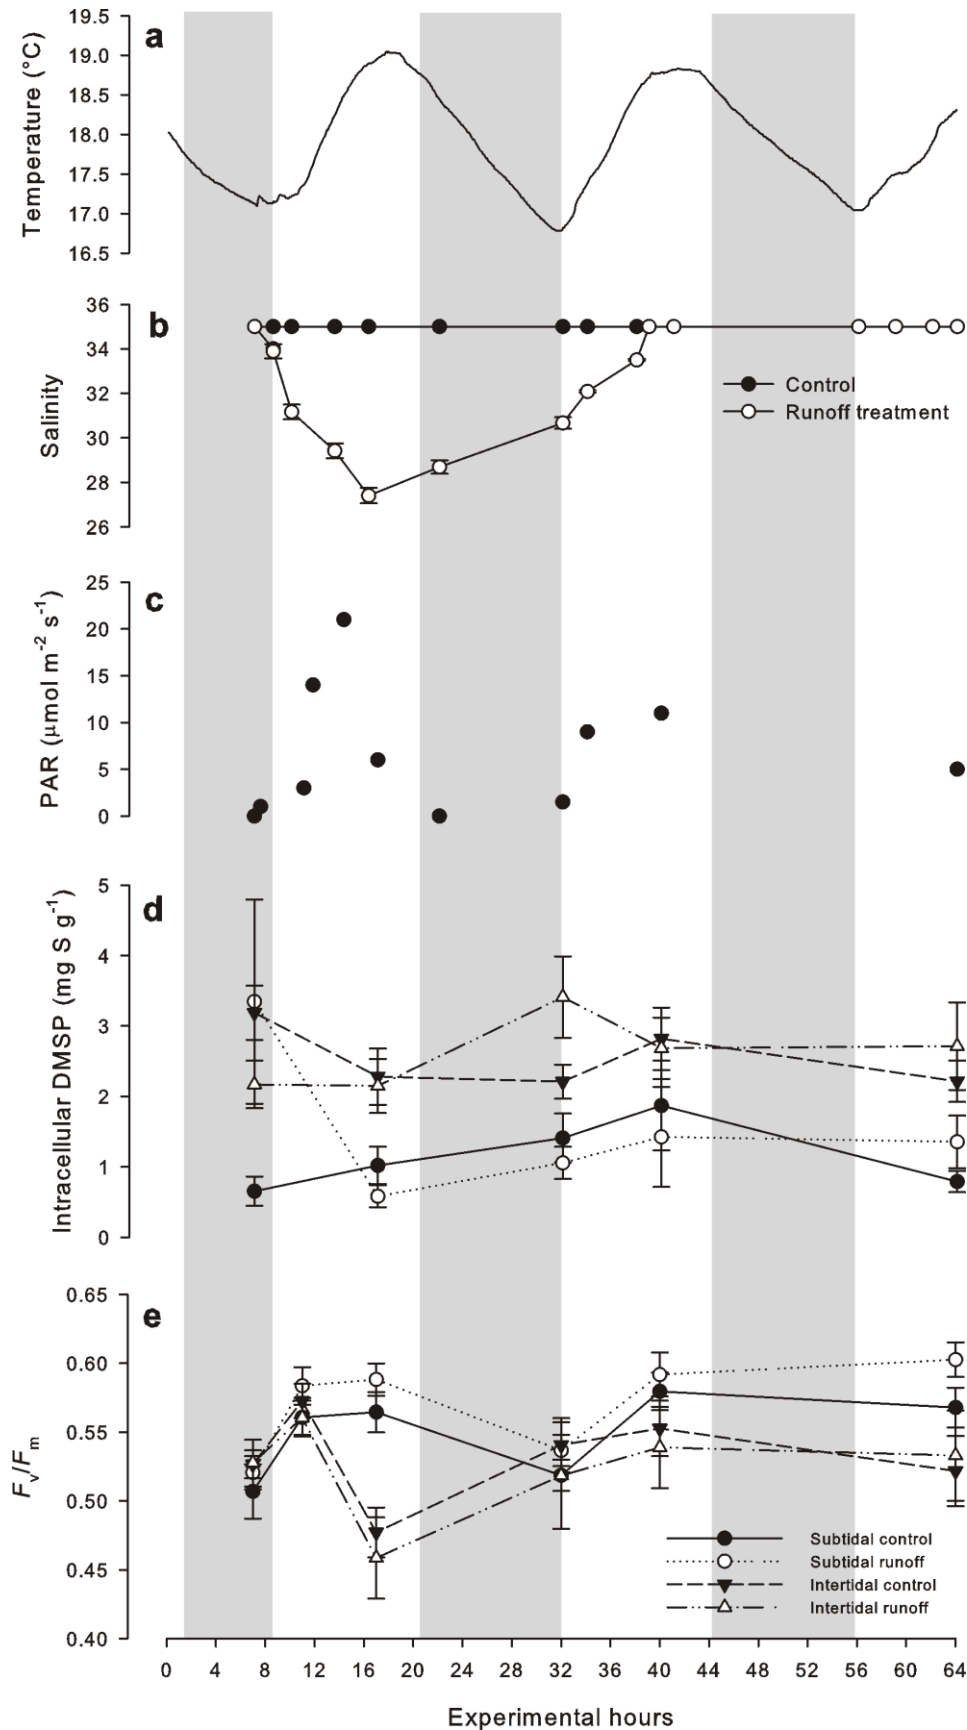 a
Temperature (°C)
19.5
19.0
18.5
18.0
17.5
17.0
16.5
b
Salinity
36
34
32
30
28
26
Control
Runoff treatment
c
PAR (μmol m-2 s-1)
25
20
15
10
5
0
d
Intracellular DMSP (mg S g-1)
5
4
3
2
1
0
e
Fv/Fm
0.65
0.60
0.55
0.50
0.45
0.40
Subtidal control
Subtidal runoff
Intertidal control
Intertidal runoff
0 4 8 12 16 20 24 28 32 36 40 44 48 52 56 60 64
Experimental hours